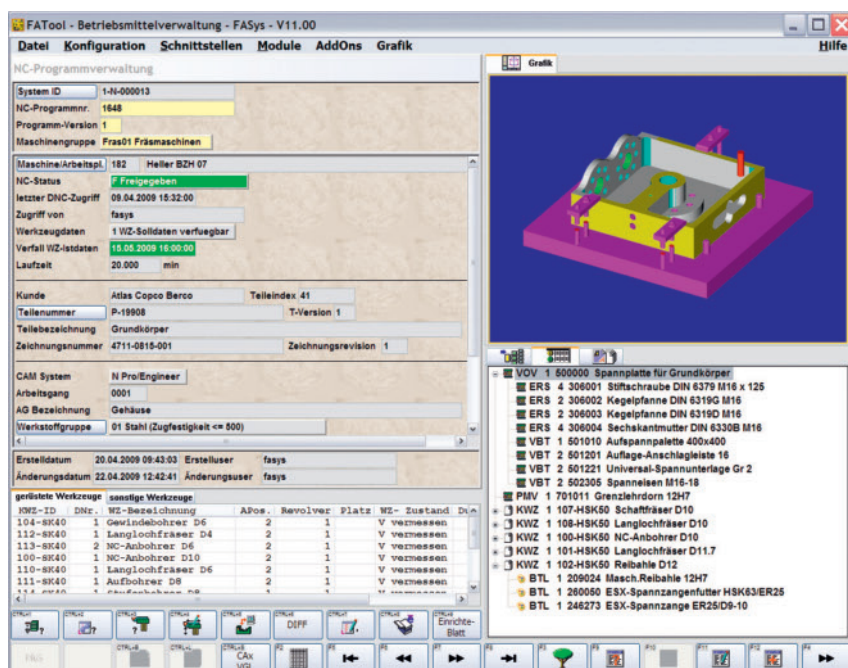 FATool - Betriebsmittelverwaltung - FASys - V11.00
Datei Konfiguration Schnittstellen Module AddOns Grafik Hilfe
NC-Programmverwaltung
System ID 1-N-000013
NC-Programmnr. 1648
Programm-Version 1
Maschinengruppe Fras01 Fräsmaschinen
Maschine/Arbeitspl. 182 Heller BZH 07
NC-Status F Freigegeben
letzter DNC-Zugriff 09.04.2009 15:32:00
Zugriff von fasys
Werkzeugdaten 1 WZ-Solldaten verfuegbar
Verfall WZ-Istdaten 15.05.2009 16:00:00
Laufzeit 20.000 min
Kunde Atlas Copco Berco Teileindex 41
Teilenummer P-19908 T-Version 1
Teilebezeichnung Grundkörper
Zeichnungsnummer 4711-0815-001 Zeichnungsrevision 1
CAM System N Pro/Engineer
Arbeitsgang 0001
AG Bezeichnung Gehäuse
Werkstoffgruppe 01 Stahl (Zugfestigkeit <= 500)
Erstelldatum 20.04.2009 09:43:03 Erstelluser fasys
Änderungsdatum 22.04.2009 12:42:41 Änderungsuser fasys
gerüstete Werkzeuge sonstige Werkzeuge
KWZ-ID DNr. WZ-Bezeichnung APos. Revolver Platz WZ- Zustand Du
104-SK40 1 Gewindebohrer D6 2 1 V vermessen
112-SK40 1 Langlochfräser D4 2 1 V vermessen
113-SK40 2 NC-Anbohrer D6 2 1 V vermessen
100-SK40 1 NC-Anbohrer D10 2 1 V vermessen
110-SK40 1 Langlochfräser D6 2 1 V vermessen
111-SK40 1 Aufbohrer D8 2 1 V vermessen
Grafik
VOV 1 500000 Spannplatte für Grundkörper
ERS 4 306001 Stiftschraube DIN 6379 M16 x 125
ERS 2 306002 Kegelpfanne DIN 6319G M16
ERS 2 306003 Kegelpfanne DIN 6319D M16
ERS 4 306004 Sechskantmutter DIN 6330B M16
VBT 1 501010 Aufspannpalette 400x400
VBT 2 501201 Auflage-Anschlagleiste 16
VBT 2 501221 Universal-Spannunterlage Gr 2
VBT 2 502305 Spanneisen M16-18
PMV 1 701011 Grenzlehrdorn 12H7
KWZ 1 107-HSK50 Schaftfräser D10
KWZ 1 108-HSK50 Langlochfräser D10
KWZ 1 100-HSK50 NC-Anbohrer D10
KWZ 1 101-HSK50 Langlochfräser D11.7
KWZ 1 102-HSK50 Reibahle D12
BTL 1 209024 Masch.Reibahle 12H7
BTL 1 260050 ESX-Spannzangenfutter HSK63/ER25
BTL 1 246273 ESX-Spannzange ER25/D9-10
DIFF
Einrichte-
Blatt
CAx
VGL